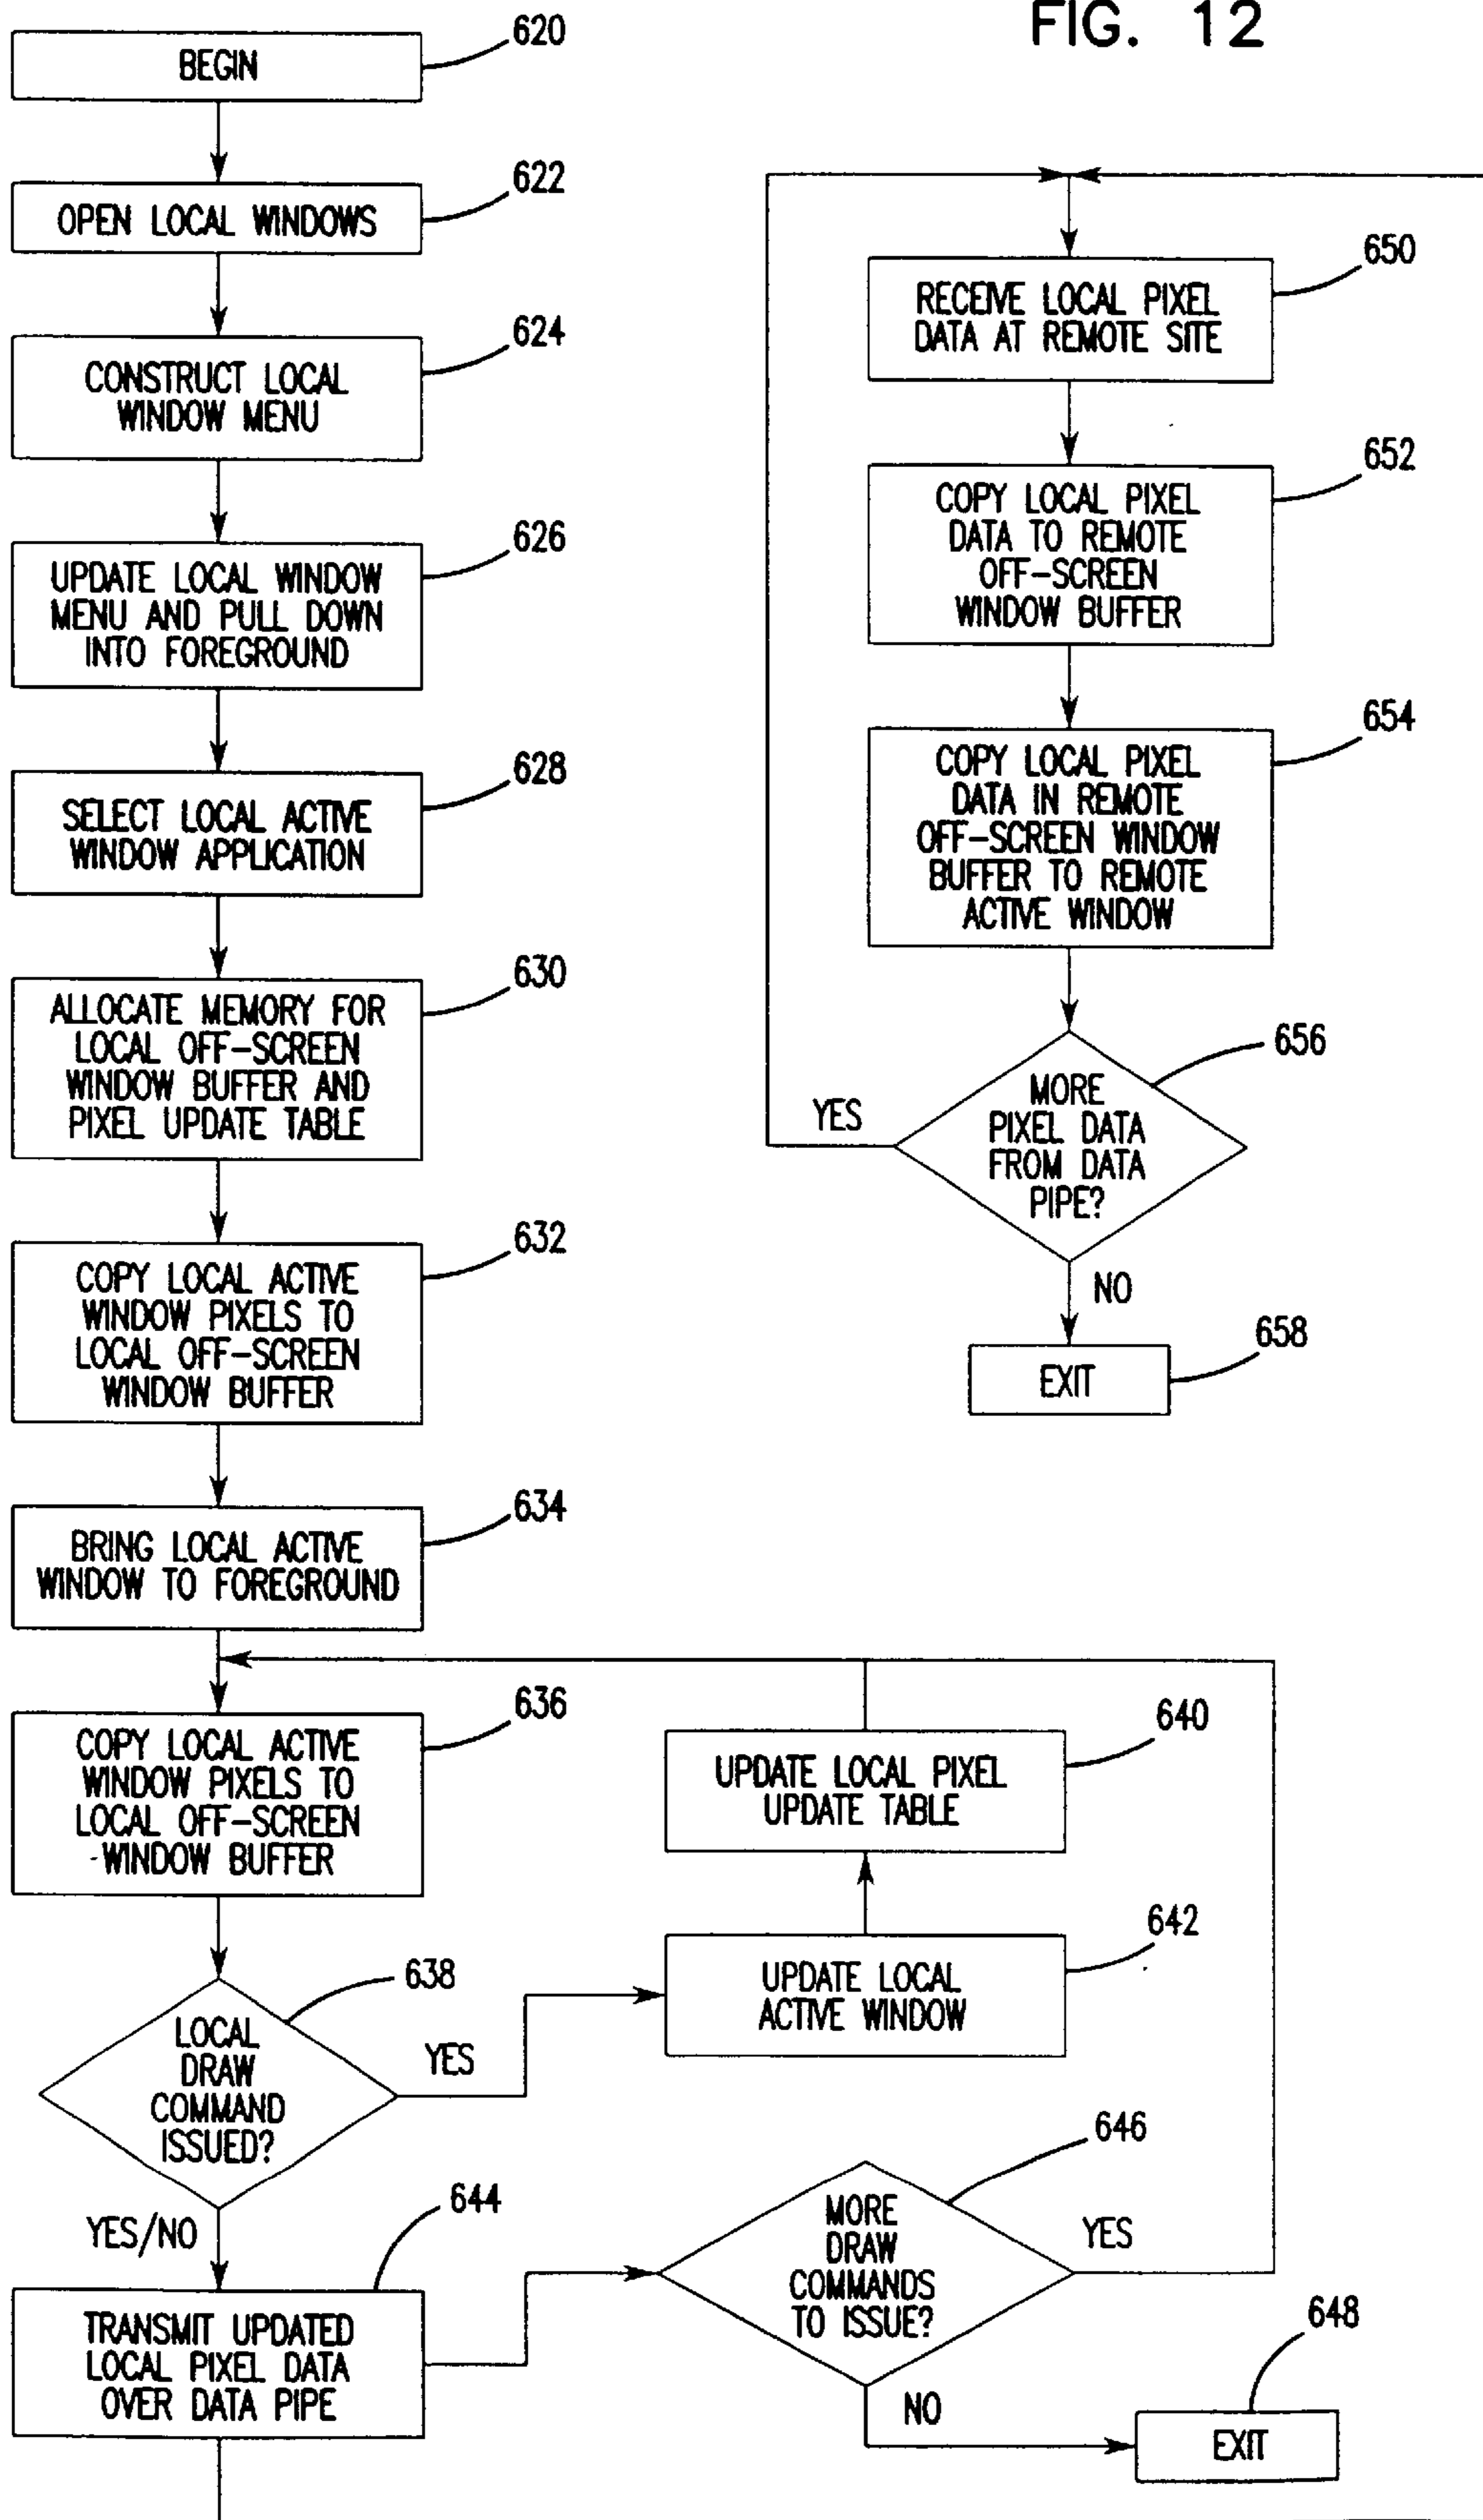 FIG. 12
BEGIN
620
OPEN LOCAL WINDOWS
622
CONSTRUCT LOCAL
WINDOW MENU
624
UPDATE LOCAL WINDOW
MENU AND PULL DOWN
INTO FOREGROUND
626
SELECT LOCAL ACTIVE
WINDOW APPLICATION
628
ALLOCATE MEMORY FOR
LOCAL OFF-SCREEN
WINDOW BUFFER AND
PIXEL UPDATE TABLE
630
COPY LOCAL ACTIVE
WINDOW PIXELS TO
LOCAL OFF-SCREEN
WINDOW BUFFER
632
BRING LOCAL ACTIVE
WINDOW TO FOREGROUND
634
COPY LOCAL ACTIVE
WINDOW PIXELS TO
LOCAL OFF-SCREEN
WINDOW BUFFER
636
LOCAL
DRAW
COMMAND
ISSUED?
638
YES
YES/NO
UPDATE LOCAL PIXEL
UPDATE TABLE
640
UPDATE LOCAL
ACTIVE WINDOW
642
TRANSMIT UPDATED
LOCAL PIXEL DATA
OVER DATA PIPE
644
MORE
DRAW
COMMANDS
TO ISSUE?
646
YES
NO
EXIT
648
RECEIVE LOCAL PIXEL
DATA AT REMOTE SITE
650
COPY LOCAL PIXEL
DATA TO REMOTE
OFF-SCREEN
WINDOW BUFFER
652
COPY LOCAL PIXEL
DATA IN REMOTE
OFF-SCREEN WINDOW
BUFFER TO REMOTE
ACTIVE WINDOW
654
MORE
PIXEL DATA
FROM DATA
PIPE?
656
YES
NO
EXIT
658